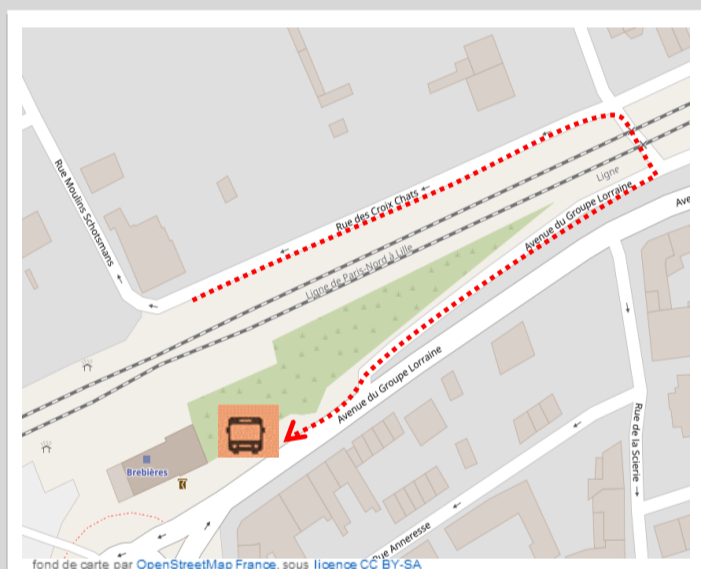 Rue Moulins Schotsmans
Rue des Croix Chats
Ligne
Ligne de Paris-Nord à Lille
Avenue du Groupe Lorraine
Ave
Avenue du Groupe Lorraine
Rue de la Scierie
Brebières
Rue Anneresse
fond de carte par OpenStreetMap France, sous licence CC BY-SA